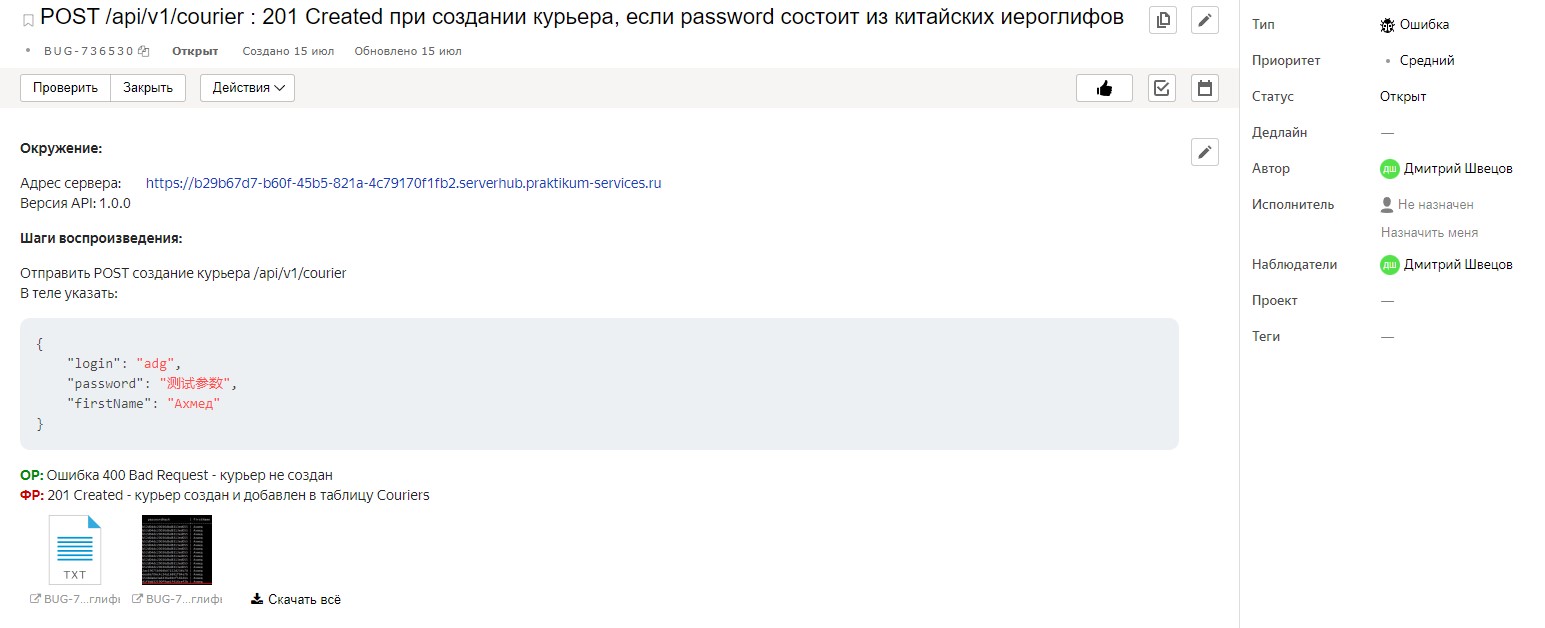 POST /api/v1/courier : 201 Created при создании курьера, если password состоит из китайских иероглифов
BUG-736530 Открыт Создано 15 июл Обновлено 15 июл
Проверить Закрыть Действия
Окружение:
Адрес сервера: https://b29b67d7-b60f-45b5-821a-4c79170f1fb2.serverhub.praktikum-services.ru
Версия API: 1.0.0
Шаги воспроизведения:
Отправить POST создание курьера /api/v1/courier
В теле указать:
{
"login": "adg",
"password": "测试参数",
"firstName": "Ахмед"
}
ОР: Ошибка 400 Bad Request - курьер не создан
ФР: 201 Created - курьер создан и добавлен в таблицу Couriers
TXT
BUG-7...глифы BUG-7...глифы Скачать всё
Тип Ошибка
Приоритет Средний
Статус Открыт
Дедлайн —
Автор ДШ Дмитрий Швецов
Исполнитель Не назначен
Назначить меня
Наблюдатели ДШ Дмитрий Швецов
Проект —
Теги —